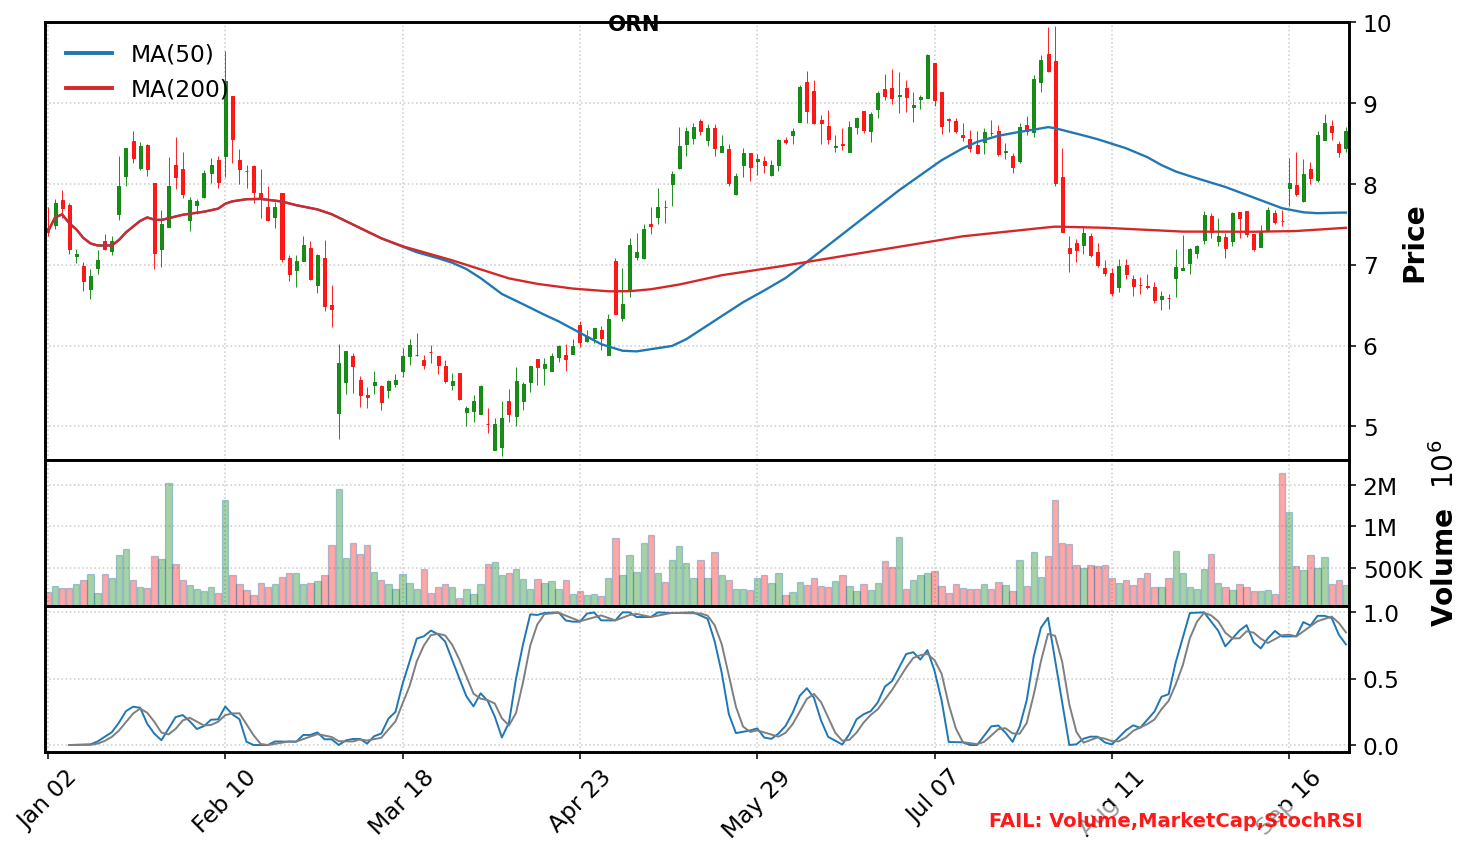 ORN
MA(50)
MA(200)
10
9
8
7
6
5
Price
2M
1M
500K
Volume 10⁶
1.0
0.5
0.0
Jan 02
Feb 10
Mar 18
Apr 23
May 29
Jul 07
Aug 11
Sep 16
FAIL: Volume,MarketCap,StochRSI